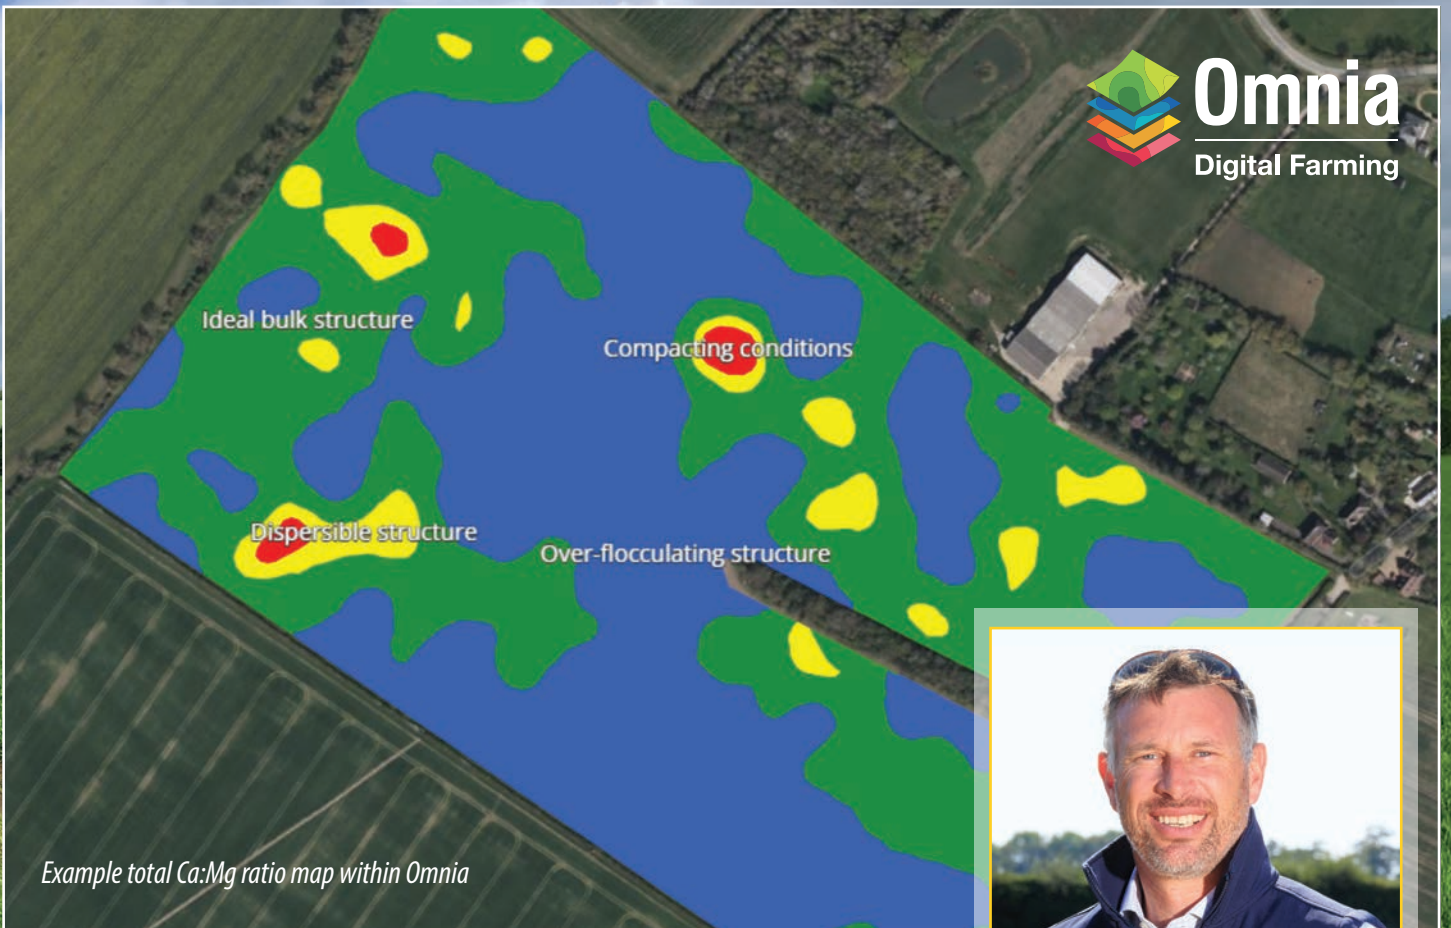 Omnia
Digital Farming
Ideal bulk structure
Compacting conditions
Dispersible structure
Over-flocculating structure
Example total Ca:Mg ratio map within Omnia